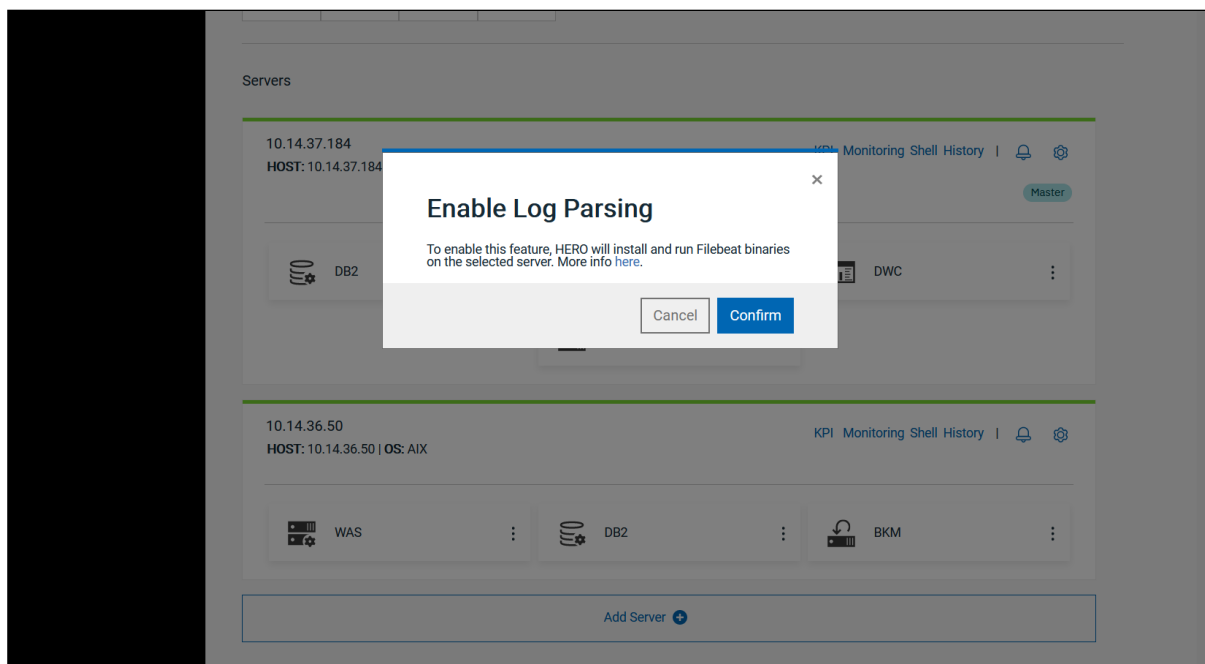 Servers
10.14.37.184
HOST: 10.14.37.184
KPI Monitoring Shell History |
Master
Enable Log Parsing
×
To enable this feature, HERO will install and run Filebeat binaries
on the selected server. More info here.
Cancel Confirm
DB2
DWC
10.14.36.50
HOST: 10.14.36.50 | OS: AIX
KPI Monitoring Shell History |
WAS
DB2
BKM
Add Server